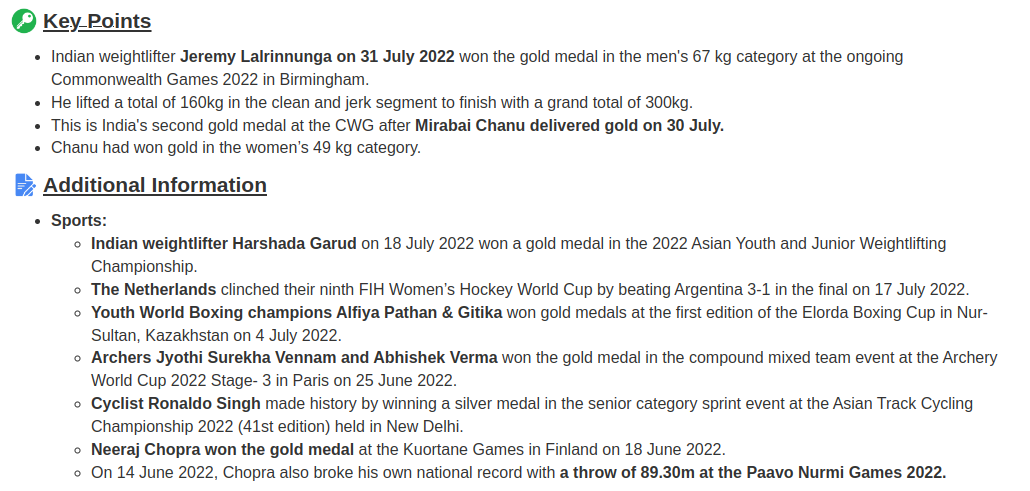 Key Points
Indian weightlifter Jeremy Lalrinnunga on 31 July 2022 won the gold medal in the men's 67 kg category at the ongoing
Commonwealth Games 2022 in Birmingham.
He lifted a total of 160kg in the clean and jerk segment to finish with a grand total of 300kg.
This is India's second gold medal at the CWG after Mirabai Chanu delivered gold on 30 July.
Chanu had won gold in the women’s 49 kg category.
Additional Information
Sports:
Indian weightlifter Harshada Garud on 18 July 2022 won a gold medal in the 2022 Asian Youth and Junior Weightlifting
Championship.
The Netherlands clinched their ninth FIH Women’s Hockey World Cup by beating Argentina 3-1 in the final on 17 July 2022.
Youth World Boxing champions Alfiya Pathan & Gitika won gold medals at the first edition of the Elorda Boxing Cup in Nur-
Sultan, Kazakhstan on 4 July 2022.
Archers Jyothi Surekha Vennam and Abhishek Verma won the gold medal in the compound mixed team event at the Archery
World Cup 2022 Stage- 3 in Paris on 25 June 2022.
Cyclist Ronaldo Singh made history by winning a silver medal in the senior category sprint event at the Asian Track Cycling
Championship 2022 (41st edition) held in New Delhi.
Neeraj Chopra won the gold medal at the Kuortane Games in Finland on 18 June 2022.
On 14 June 2022, Chopra also broke his own national record with a throw of 89.30m at the Paavo Nurmi Games 2022.